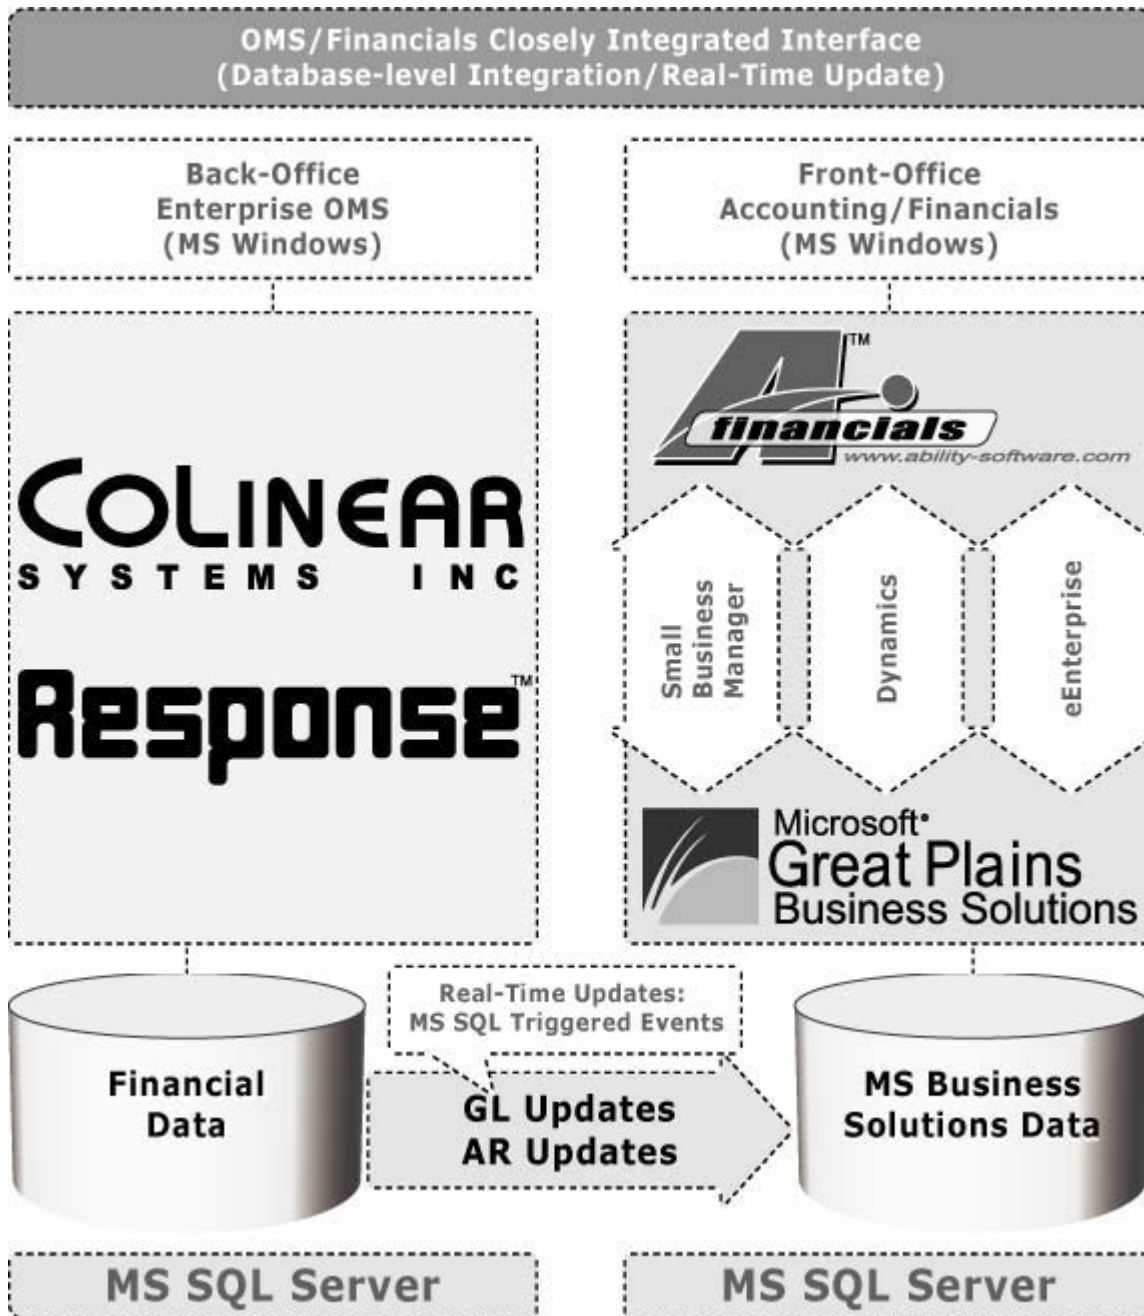 OMS/Financials Closely Integrated Interface
(Database-level Integration/Real-Time Update)
Back-Office
Enterprise OMS
(MS Windows)
Front-Office
Accounting/Financials
(MS Windows)
COLINEAR
SYSTEMS INC
Response™
A™
financials
www.ability-software.com
Small
Business
Manager
Dynamics
eEnterprise
Microsoft•
Great Plains
Business Solutions
Real-Time Updates:
MS SQL Triggered Events
Financial
Data
GL Updates
AR Updates
MS Business
Solutions Data
MS SQL Server
MS SQL Server